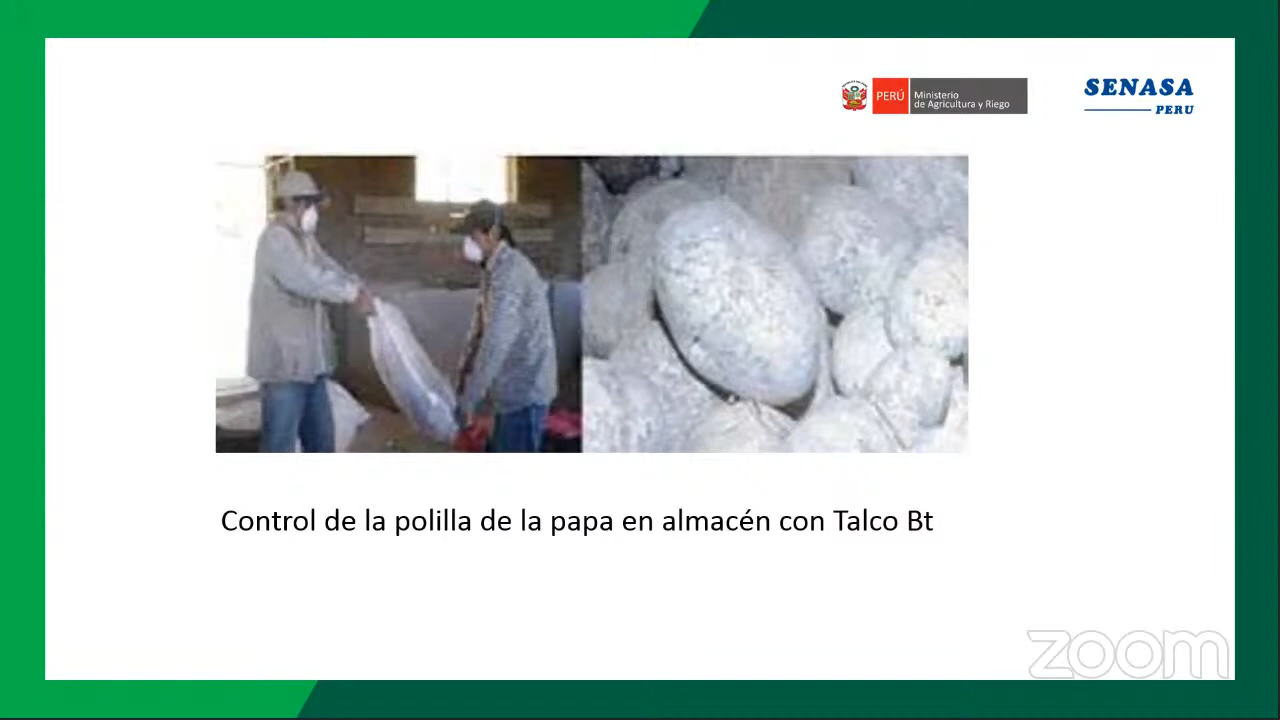 PERÚ
Ministerio
de Agricultura y Riego
SENASA
PERU
Control de la polilla de la papa en almacén con Talco Bt
zoom